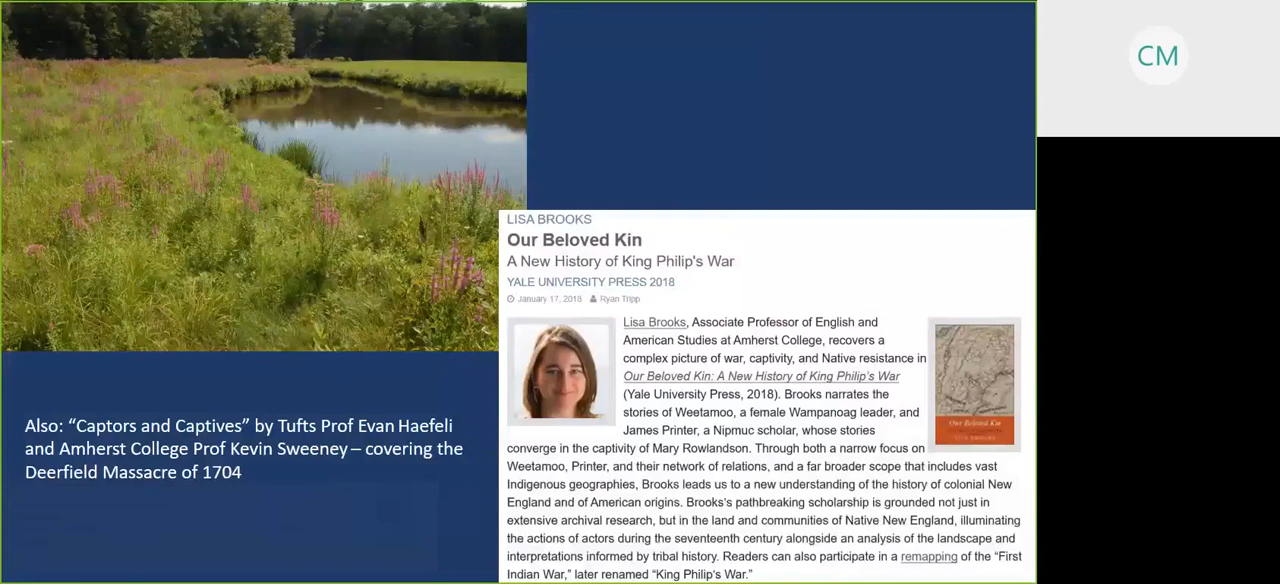 CM
LISA BROOKS
Our Beloved Kin
A New History of King Philip's War
YALE UNIVERSITY PRESS 2018
January 17, 2018 Ryan Tripp
Lisa Brooks, Associate Professor of English and
American Studies at Amherst College, recovers a
complex picture of war, captivity, and Native resistance in
Our Beloved Kin: A New History of King Philip's War
(Yale University Press, 2018). Brooks narrates the
stories of Weetamoo, a female Wampanoag leader, and
James Printer, a Nipmuc scholar, whose stories
converge in the captivity of Mary Rowlandson. Through both a narrow focus on
Weetamoo, Printer, and their network of relations, and a far broader scope that includes vast
Indigenous geographies, Brooks leads us to a new understanding of the history of colonial New
England and of American origins. Brooks's pathbreaking scholarship is grounded not just in
extensive archival research, but in the land and communities of Native New England, illuminating
the actions of actors during the seventeenth century alongside an analysis of the landscape and
interpretations informed by tribal history. Readers can also participate in a remapping of the “First
Indian War,” later renamed “King Philip's War.”
Our Beloved Kin
Also: “Captors and Captives” by Tufts Prof Evan Haefeli
and Amherst College Prof Kevin Sweeney – covering the
Deerfield Massacre of 1704